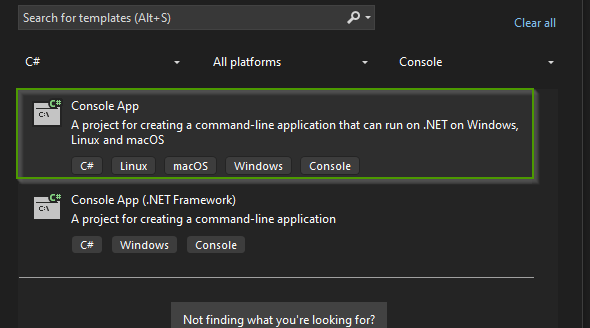 Search for templates (Alt+S)
Clear all
C# All platforms Console
C#
C:\
Console App
A project for creating a command-line application that can run on .NET on Windows,
Linux and macOS
C# Linux macOS Windows Console
C#
C:\
Console App (.NET Framework)
A project for creating a command-line application
C# Windows Console
Not finding what you're looking for?